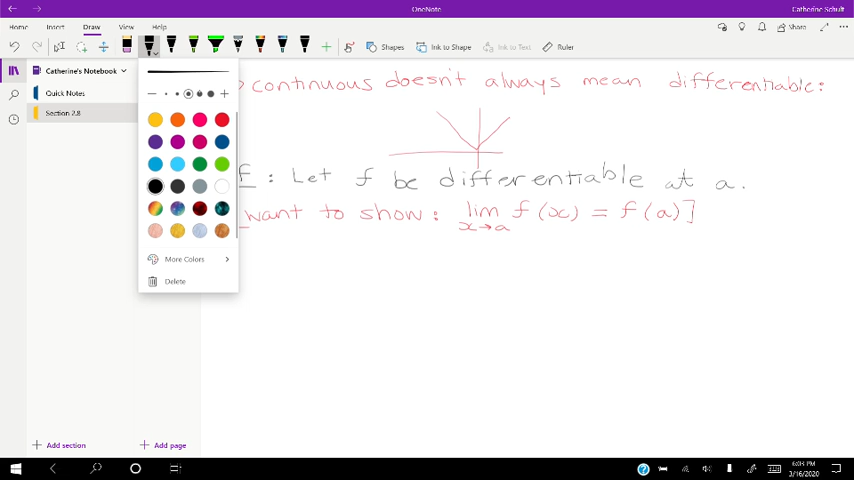 OneNote
Catherine Schult
Home Insert Draw View Help
Share
Shapes Ink to Shape Ink to Text Ruler
Catherine's Notebook
Quick Notes
Section 2.8
More Colors
Delete
continuous doesn't always mean differentiable:
f : Let f be differentiable at a.
want to show: lim f(x) = f(a)]
x→a
Add section Add page
6:03 PM
3/16/2020